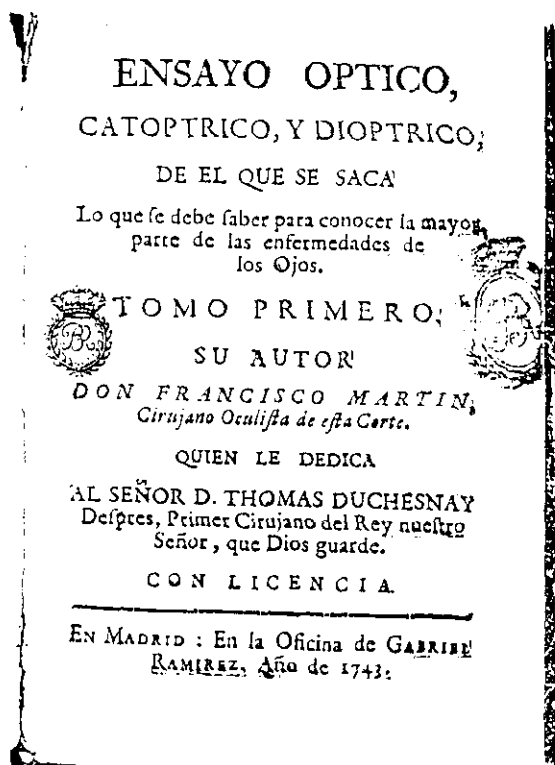 ENSAYO OPTICO,
CATOPTRICO, Y DIOPTRICO;
DE EL QUE SE SACA
Lo que ſe debe ſaber para conocer la mayor
parte de las enfermedades de
los Ojos.
TOMO PRIMERO;
SU AUTOR
DON FRANCISCO MARTIN,
Cirujano Oculiſta de eſta Corte.
QUIEN LE DEDICA
AL SEÑOR D. THOMAS DUCHESNAY
Deſpres, Primer Cirujano del Rey nueſtro
Señor, que Dios guarde.
CON LICENCIA.
EN MADRID : En la Oficina de GABRIEL
RAMIREZ, Año de 1743.
BR
BR